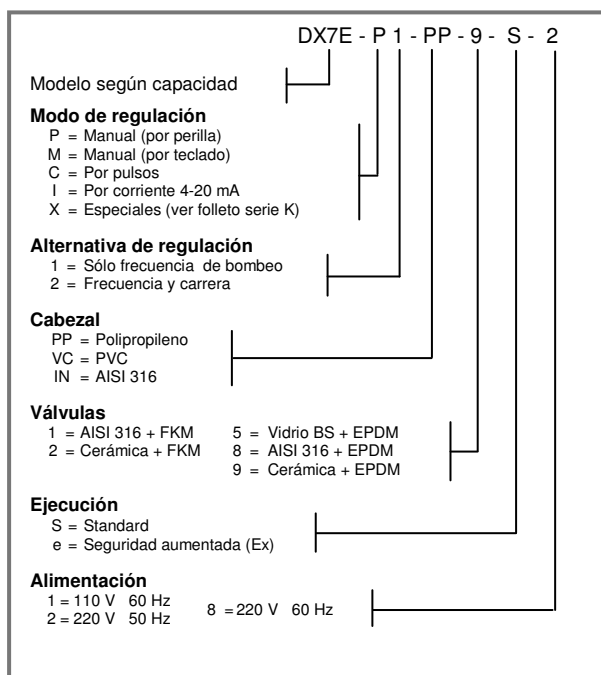 DX7E - P 1 - PP - 9 - S - 2
Modelo según capacidad
Modo de regulación
P = Manual (por perilla)
M = Manual (por teclado)
C = Por pulsos
I = Por corriente 4-20 mA
X = Especiales (ver folleto serie K)
Alternativa de regulación
1 = Sólo frecuencia de bombeo
2 = Frecuencia y carrera
Cabezal
PP = Polipropileno
VC = PVC
IN = AISI 316
Válvulas
1 = AISI 316 + FKM 5 = Vidrio BS + EPDM
2 = Cerámica + FKM 8 = AISI 316 + EPDM
9 = Cerámica + EPDM
Ejecución
S = Standard
e = Seguridad aumentada (Ex)
Alimentación
1 = 110 V 60 Hz 8 = 220 V 60 Hz
2 = 220 V 50 Hz